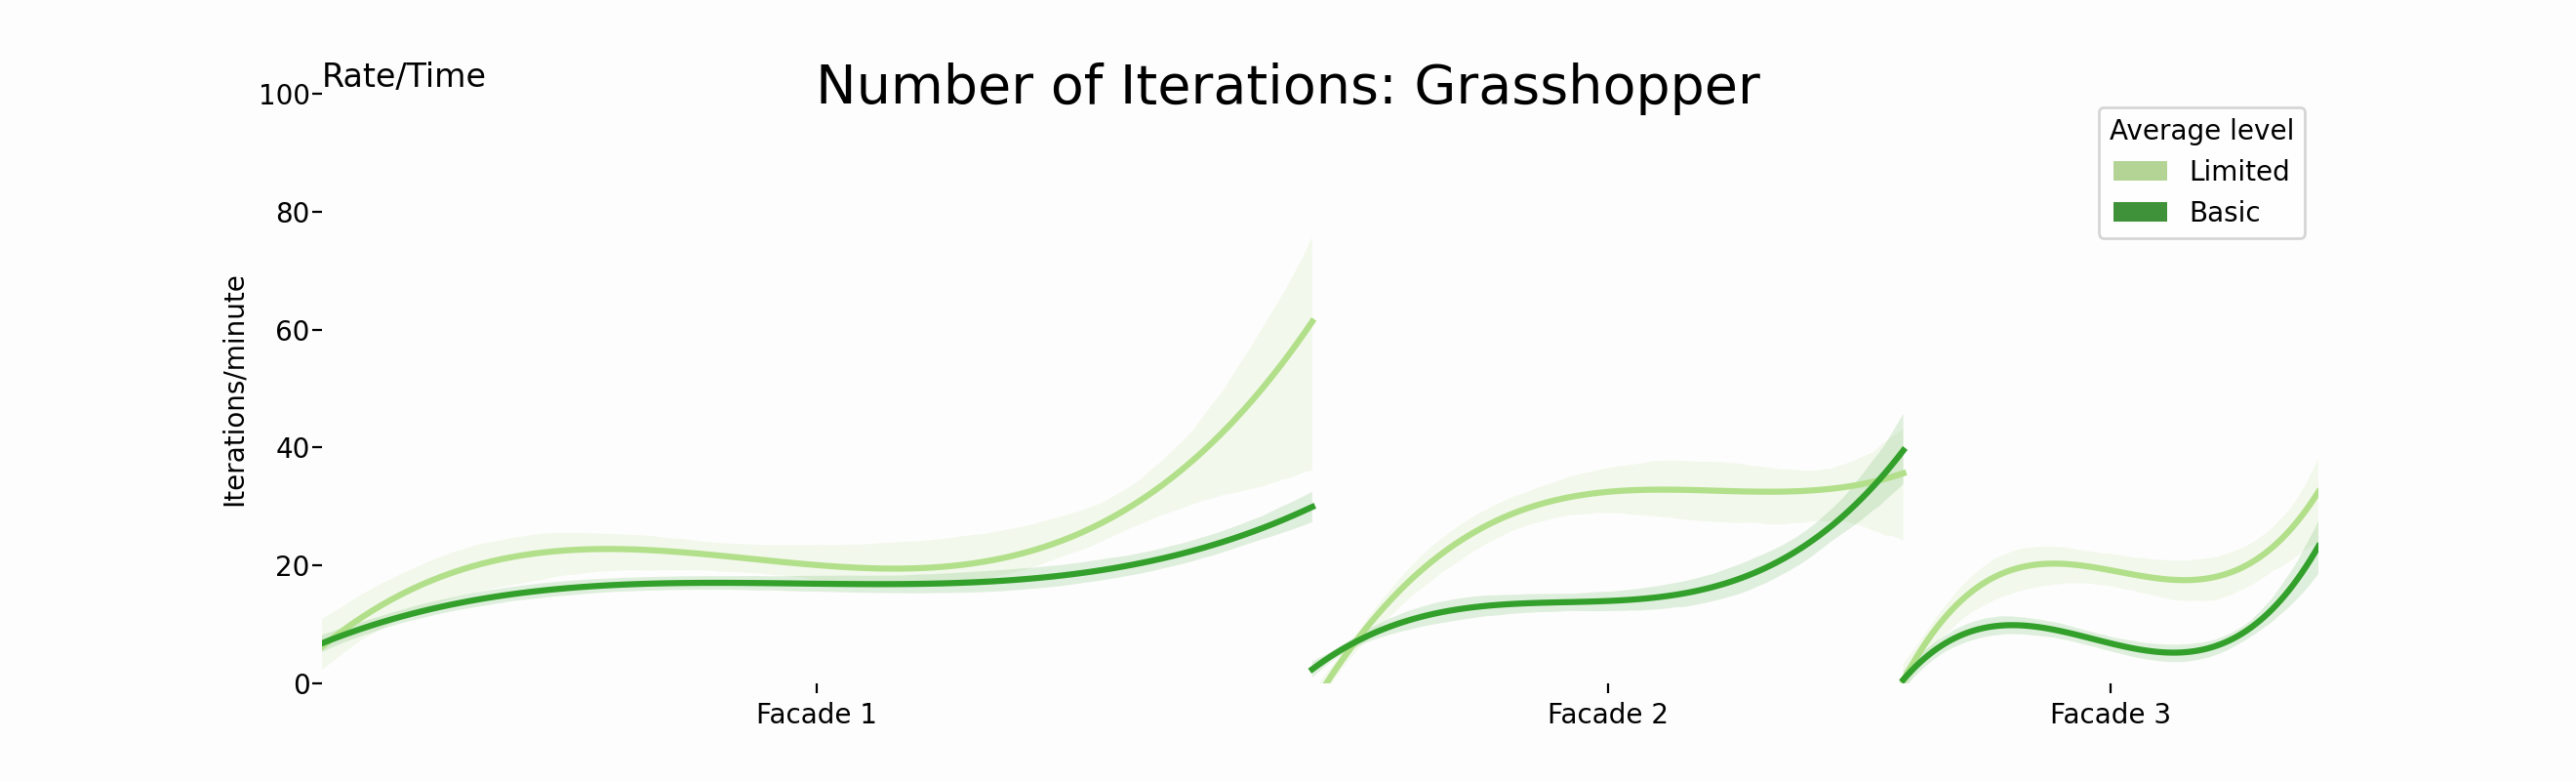 Number of Iterations: Grasshopper
Rate/Time
100
80
60
40
20
0
Iterations/minute
Average level
Limited
Basic
Facade 1
Facade 2
Facade 3